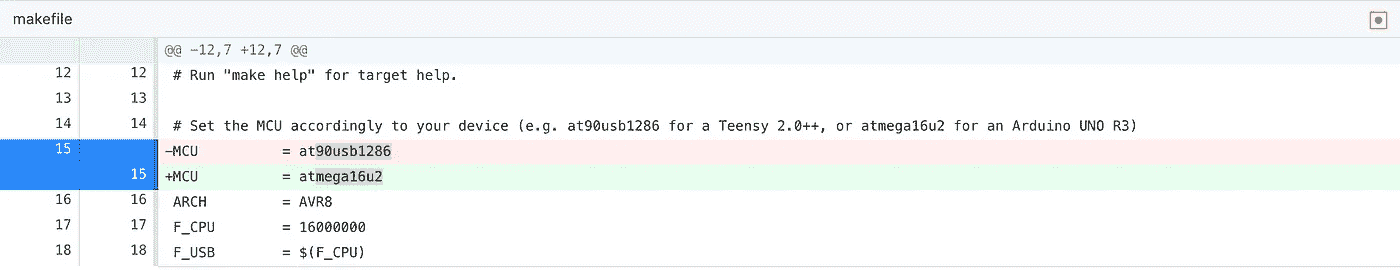 makefile
@@ -12,7 +12,7 @@
12 12 # Run "make help" for target help.
13 13
14 14 # Set the MCU accordingly to your device (e.g. at90usb1286 for a Teensy 2.0++, or atmega16u2 for an Arduino UNO R3)
15 -MCU = at90usb1286
15 +MCU = atmega16u2
16 16 ARCH = AVR8
17 17 F_CPU = 16000000
18 18 F_USB = $(F_CPU)